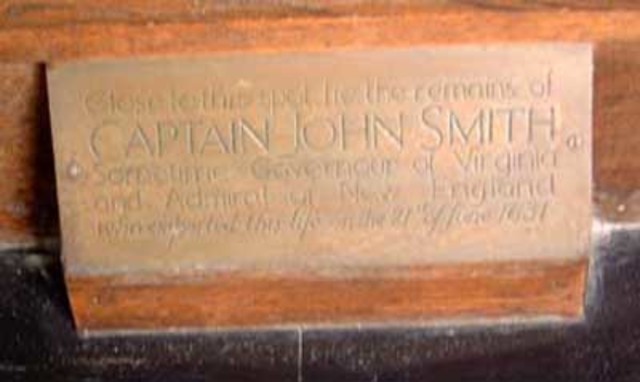 Close to this spot lie the remains of
CAPTAIN JOHN SMITH
Sometime Governour of Virginia
and Admiral of New England
who departed this life on the 21st of June 1631